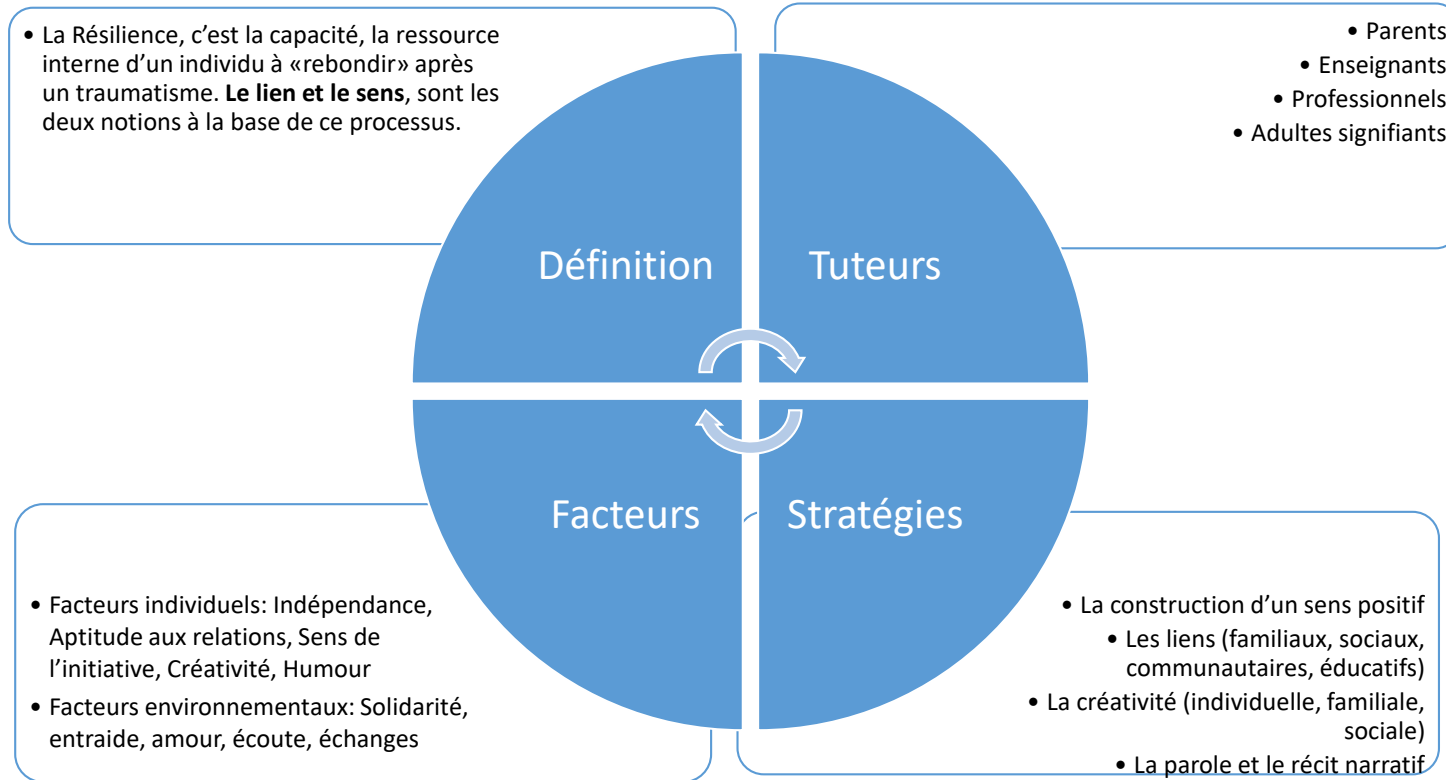 • La Résilience, c’est la capacité, la ressource
interne d’un individu à «rebondir» après
un traumatisme. Le lien et le sens, sont les
deux notions à la base de ce processus.
• Parents
• Enseignants
• Professionnels
• Adultes signifiants
Définition
Tuteurs
Facteurs
Stratégies
• Facteurs individuels: Indépendance,
Aptitude aux relations, Sens de
l’initiative, Créativité, Humour
• Facteurs environnementaux: Solidarité,
entraide, amour, écoute, échanges
• La construction d’un sens positif
• Les liens (familiaux, sociaux,
communautaires, éducatifs)
• La créativité (individuelle, familiale,
sociale)
• La parole et le récit narratif